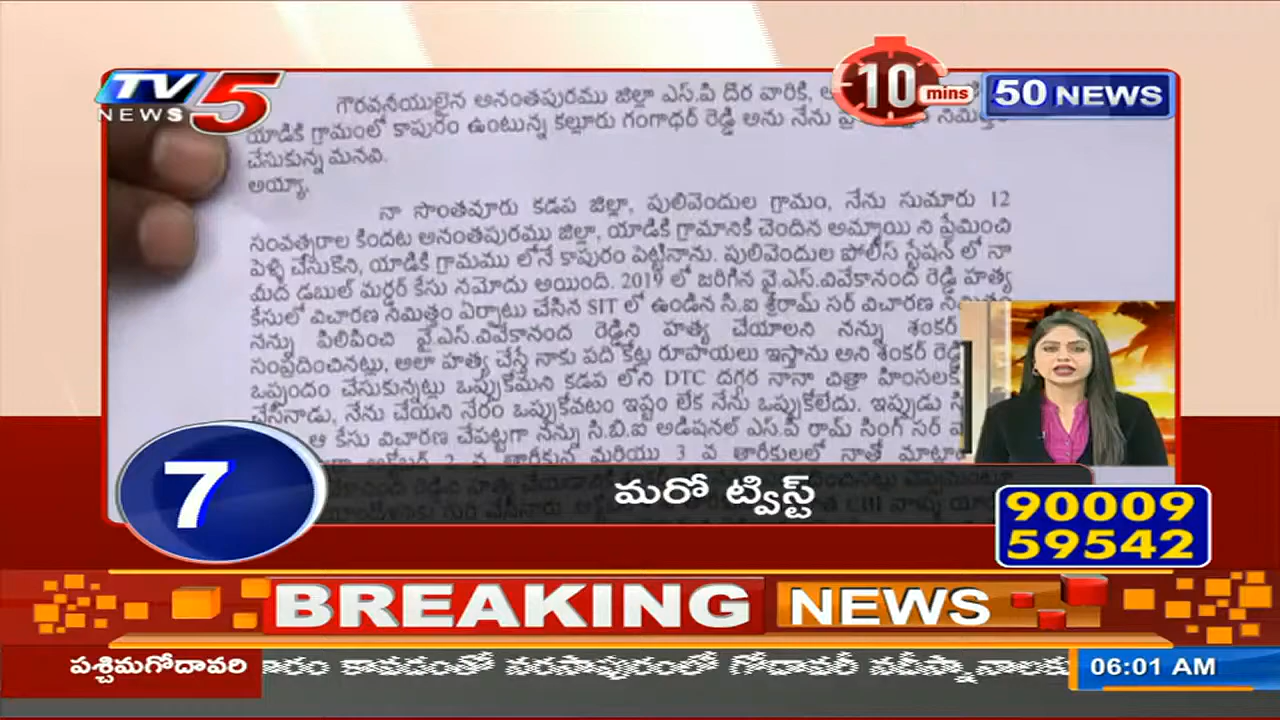 TV5
NEWS
10 mins
50 NEWS
గౌరవనీయులైన అనంతపురము జిల్లా ఎస్.పి దొర వారికి,
యాడికి గ్రామంలో కాపురం ఉంటున్న కల్లూరు గంగాధర్ రెడ్డి అను నేను
చేసుకున్న మనవి.
అయ్యా,
నా సొంతవూరు కడప జిల్లా, పులివెందుల గ్రామం, నేను సుమారు 12
సంవత్సరాల కిందట అనంతపురము జిల్లా, యాడికి గ్రామానికి చెందిన అమ్మాయి ని ప్రేమించి
పెళ్ళి చేసుకొని, యాడికి గ్రామము లోనే కాపురం పెట్టినాను. పులివెందుల పోలీస్ స్టేషన్ లో నా
మీద డబుల్ మర్డర్ కేసు నమోదు అయింది. 2019 లో జరిగిన వై.ఎస్.వివేకానంద రెడ్డి హత్య
కేసులో విచారణ నిమిత్తం ఏర్పాటు చేసిన SIT లో ఉండిన సి.ఐ శ్రీరామ్ సర్ విచారణ
నన్ను పిలిపించి వై.ఎస్.వివేకానంద రెడ్డిని హత్య చేయాలని నన్ను శంకర్
సంప్రదించినట్లు, అలా హత్య చేస్తే నాకు పది కోట్ల రూపాయలు ఇస్తాను అని శంకర్ రెడ్డి
ఒప్పందం చేసుకున్నట్లు ఒప్పుకోమని కడప లోని DTC దగ్గర నానా చిత్రా హింసలకు
చేసినాడు, నేను చేయని నేరం ఒప్పుకోవటం ఇష్టం లేక నేను ఒప్పుకోలేదు. ఇప్పుడు
ఆ కేసు విచారణ చేపట్టగా నన్ను సి.బి.ఐ అడిషనల్ ఎస్.పి రామ్ సింగ్ సర్
2 వ తారీకున మరియు 3 వ తారీకులలో నాతో
7
మరో ట్విస్ట్
90009
59542
BREAKING NEWS
పశ్చిమగోదావరి
06:01 AM